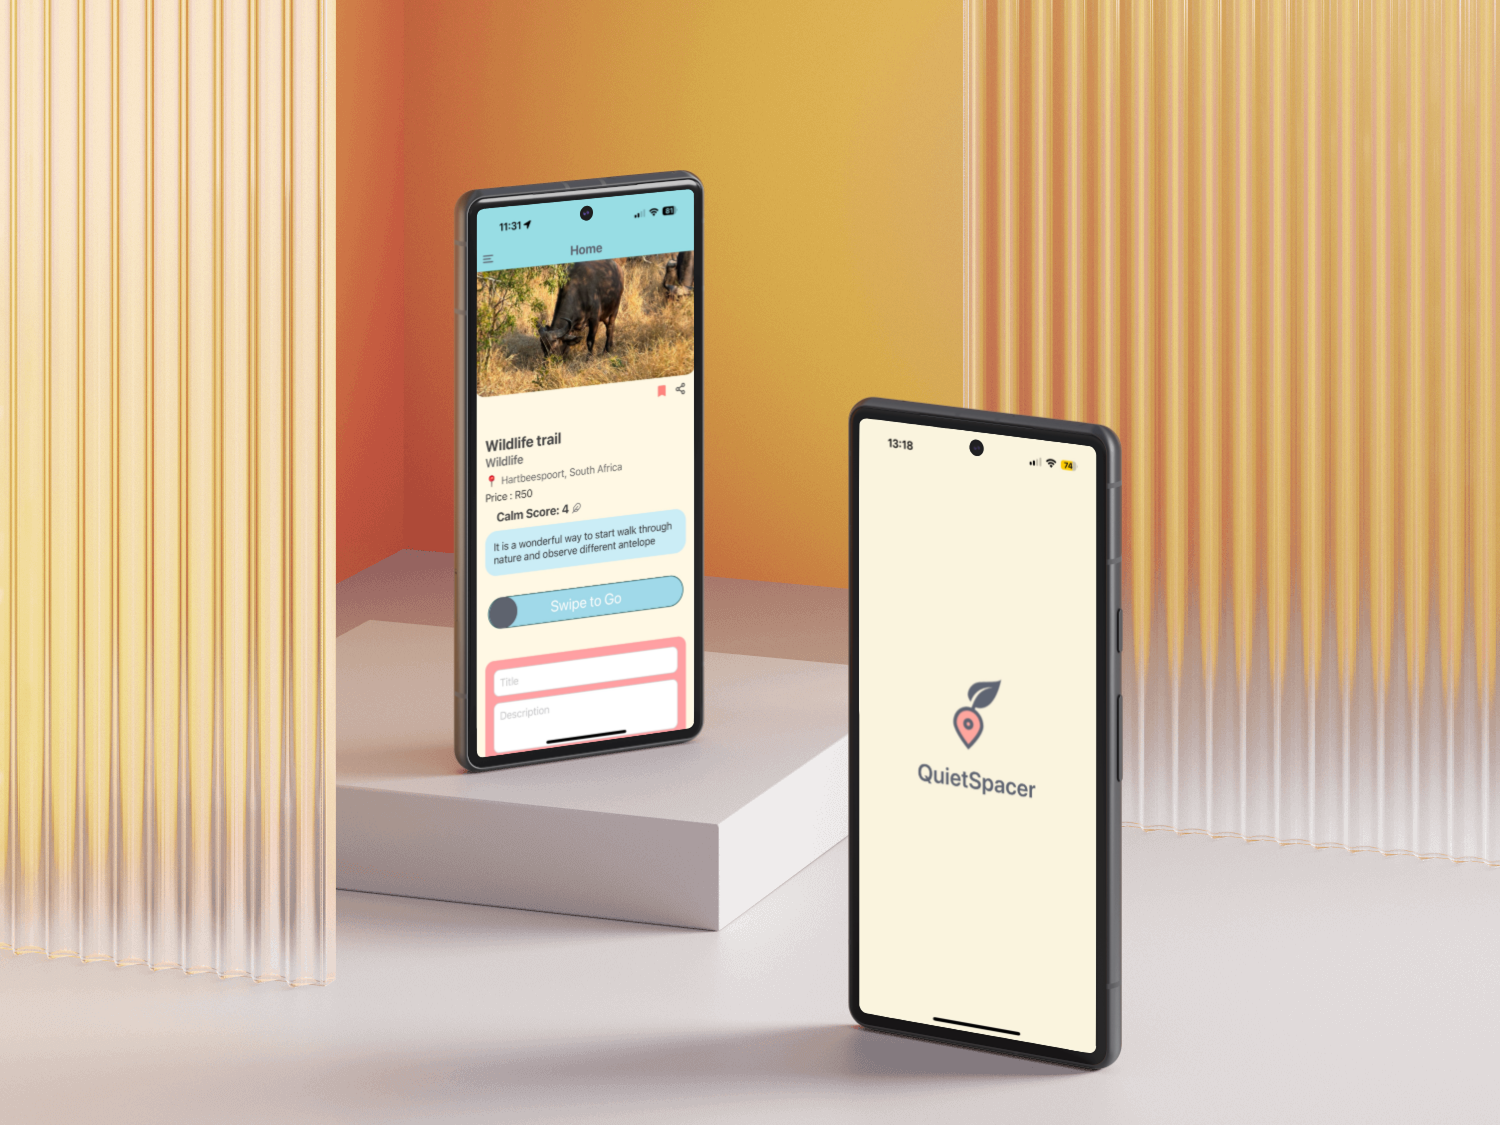 11:31
81
Home
Wildlife trail
Wildlife
Hartbeespoort, South Africa
Price : R50
Calm Score: 4
It is a wonderful way to start walk through
nature and observe different antelope
Swipe to Go
Title
Description
13:18
74
QuietSpacer